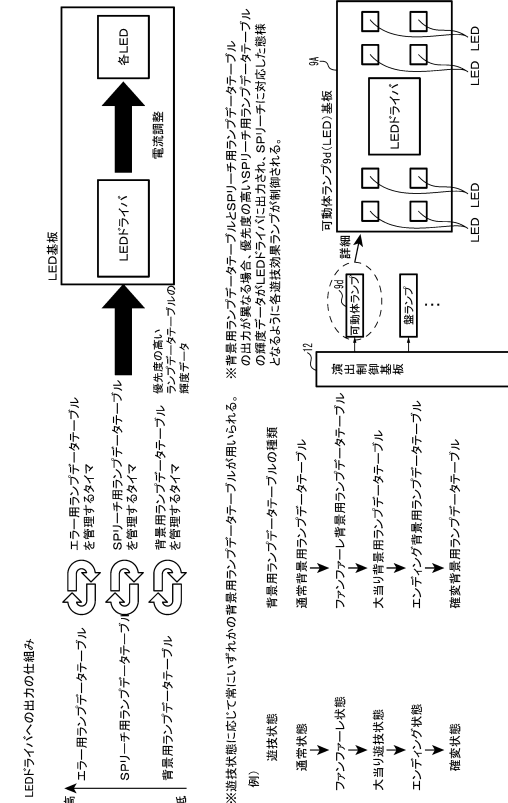 LEDドライバへの出力の仕組み
高
低
エラー用ランプデータテーブル
SPリーチ用ランプデータテーブル
背景用ランプデータテーブル
エラー用ランプデータテーブル
を管理するタイマ
SPリーチ用ランプデータテーブル
を管理するタイマ
背景用ランプデータテーブル
を管理するタイマ
優先度の高い
ランプデータテーブルの
輝度データ
LED基板
LEDドライバ
電流調整
各LED
※遊技状態に応じて常にいずれかの背景用ランプデータテーブルが用いられる。
例)
遊技状態
背景用ランプデータテーブルの種類
通常状態
通常背景用ランプデータテーブル
ファンファーレ状態
ファンファーレ背景用ランプデータテーブル
大当り遊技状態
大当り背景用ランプデータテーブル
エンディング状態
エンディング背景用ランプデータテーブル
確変状態
確変背景用ランプデータテーブル
※背景用ランプデータテーブルとSPリーチ用ランプデータテーブル
の出力が異なる場合、優先度の高いSPリーチ用ランプデータテーブル
の輝度データがLEDドライバに出力され、SPリーチに対応した態様
となるように各遊技効果ランプが制御される。
12
演出制御基板
9d
可動体ランプ
盤ランプ
…
詳細
可動体ランプ9d(LED)基板
9A
LEDドライバ
LED
LED
LED
LED
LED
LED
LED
LED